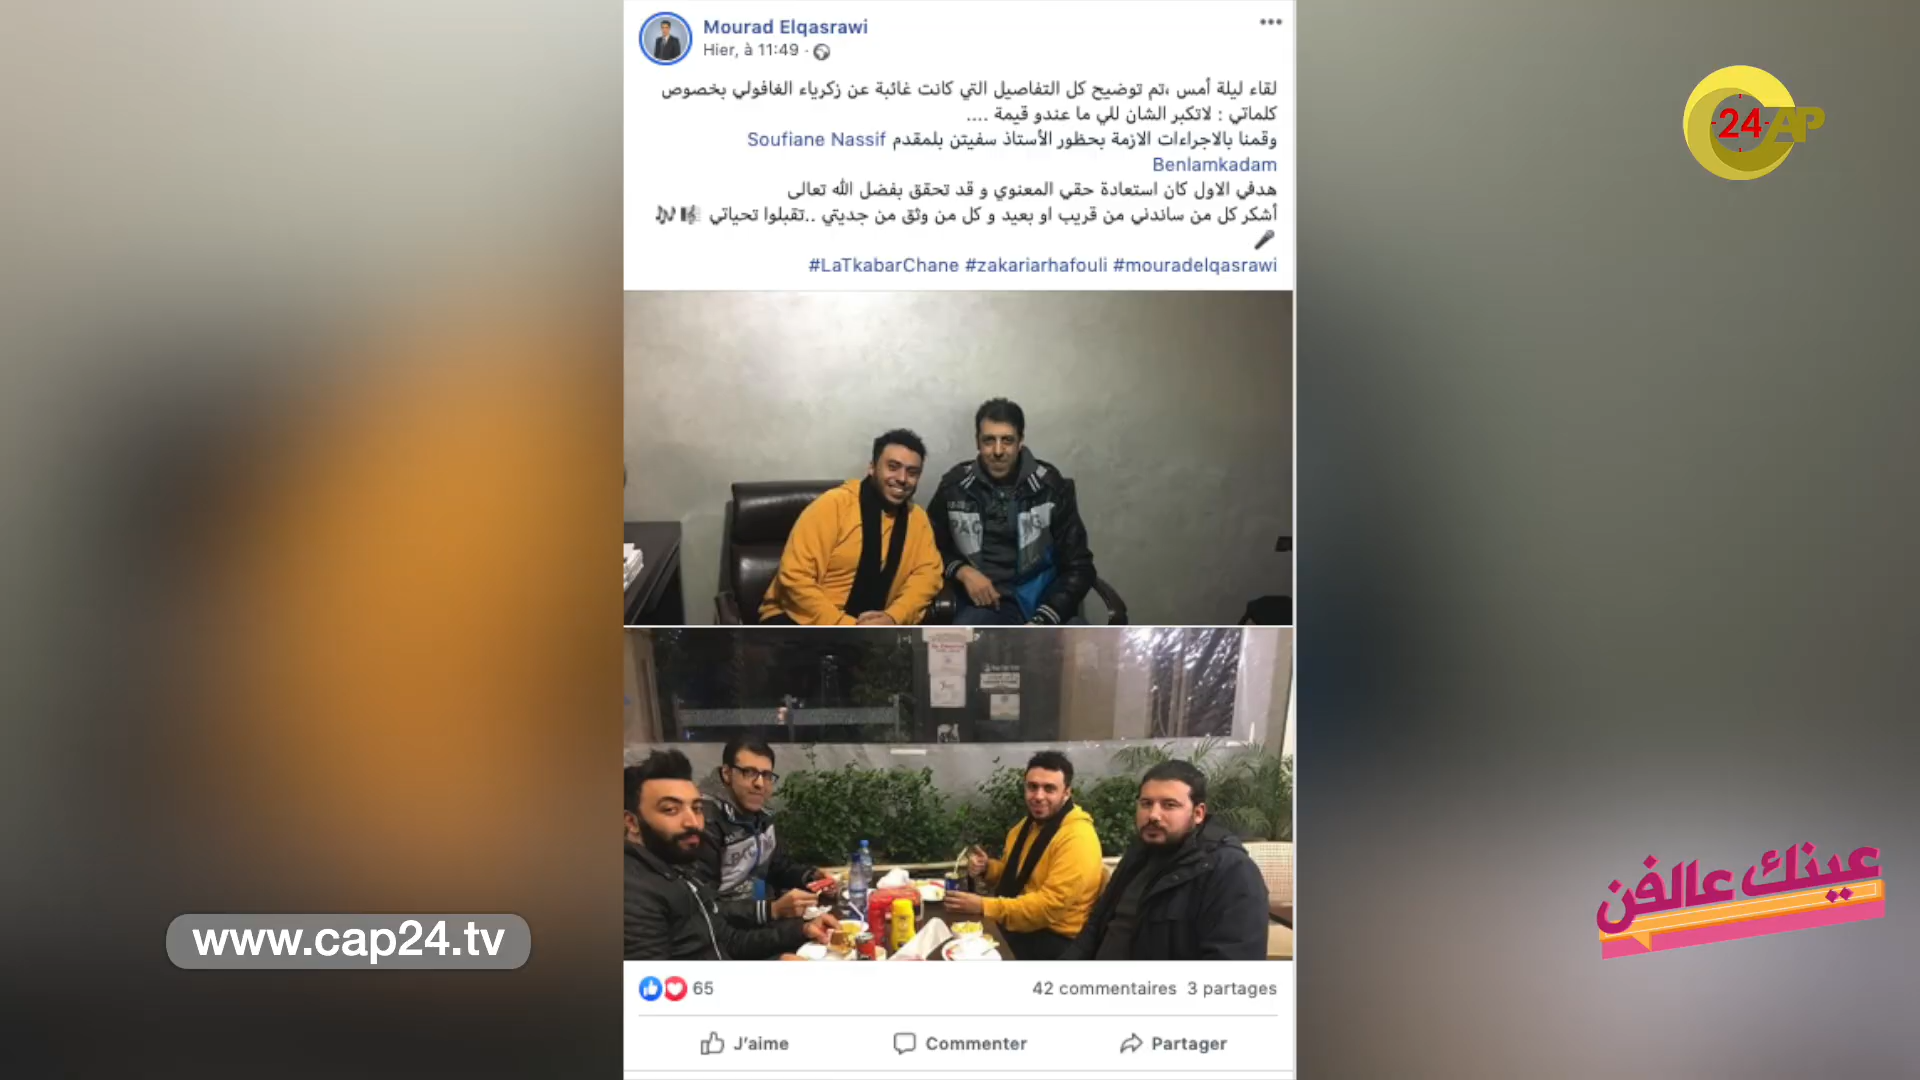 Mourad Elqasrawi
Hier, à 11:49 ·
لقاء ليلة أمس ،تم توضيح كل التفاصيل التي كانت غائبة عن زكرياء الغافولي بخصوص
كلماتي : لاتكبر الشان للي ما عندو قيمة ....
وقمنا بالاجراءات الازمة بحظور الأستاذ سفيتن بلمقدم Soufiane Nassif
Benlamkadam
هدفي الاول كان استعادة حقي المعنوي و قد تحقق بفضل الله تعالى
أشكر كل من ساندني من قريب او بعيد و كل من وثق من جديتي ..تقبلوا تحياتي 🎼🎶
🎤
#LaTkabarChane #zakariarhafouli #mouradelqasrawi
24 AP
PAC NG
www.cap24.tv
عينك عالفن
65
42 commentaires 3 partages
J'aime Commenter Partager